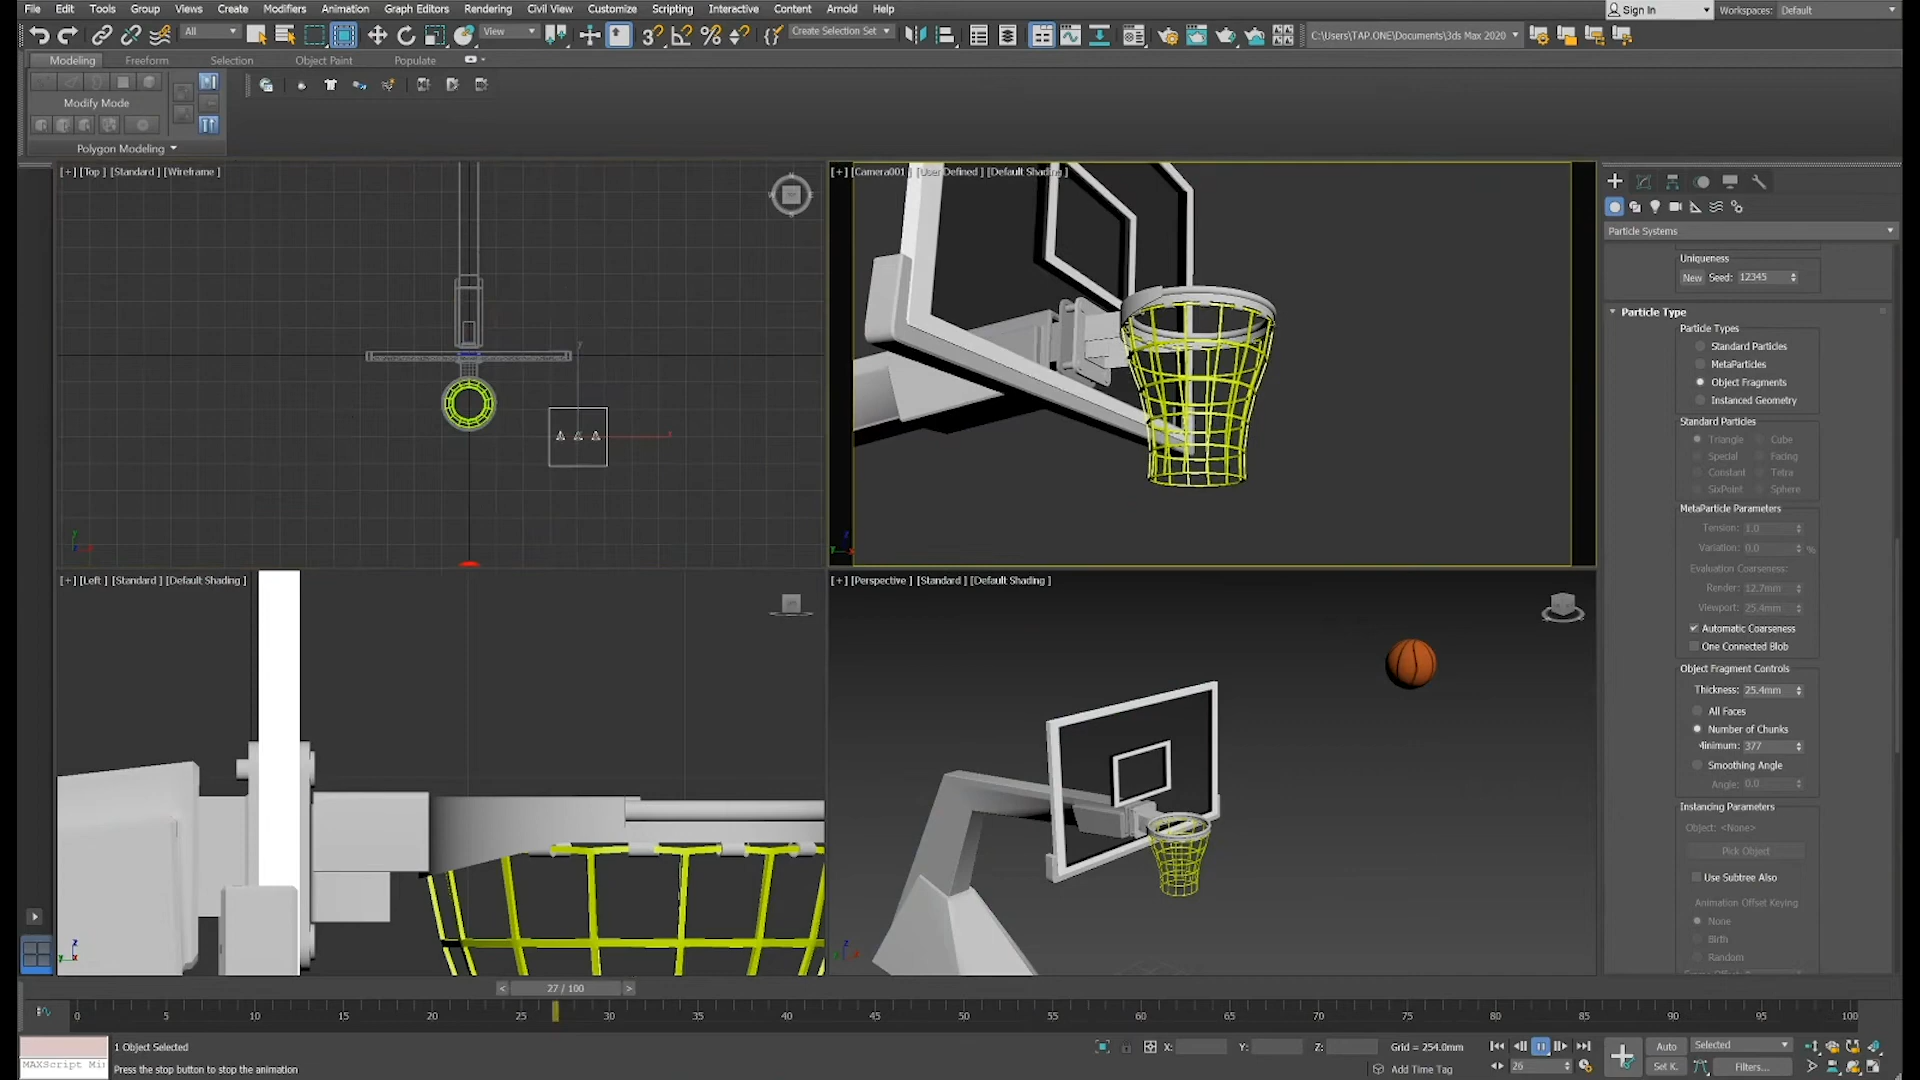 File Edit Tools Group Views Create Modifiers Animation Graph Editors Rendering Civil View Customize Scripting Interactive Content Arnold Help
Sign In Workspaces: Default
All View Create Selection Set C:\Users\TAP.ONE\Documents\3ds Max 2020
Modeling Freeform Selection Object Paint Populate
Modify Mode
Polygon Modeling
[+] [Top ] [Standard ] [Wireframe ]
[+] [Camera001 ] [User Defined ] [Default Shading ]
[+] [Left ] [Standard ] [Default Shading ]
[+] [Perspective ] [Standard ] [Default Shading ]
Particle Systems
Uniqueness
New Seed: 12345
Particle Type
Particle Types
Standard Particles
MetaParticles
Object Fragments
Instanced Geometry
Standard Particles
Triangle Cube
Special Facing
Constant Tetra
SixPoint Sphere
MetaParticle Parameters
Tension: 1.0
Variation: 0.0 %
Evaluation Coarseness:
Render: 12.7mm
Viewport: 25.4mm
Automatic Coarseness
One Connected Blob
Object Fragment Controls
Thickness: 25.4mm
All Faces
Number of Chunks
Minimum: 377
Smoothing Angle
Angle: 0.0
Instancing Parameters
Object: <None>
Pick Object
Use Subtree Also
Animation Offset Keying
None
Birth
Random
< 27 / 100 >
0 5 10 15 20 25 30 35 40 45 50 55 60 65 70 75 80 85 90 95 100
1 Object Selected
MAXScript Mi
Press the stop button to stop the animation
X: Y: Z: Grid = 254.0mm
Add Time Tag
26
Auto Selected
Set K. Filters...